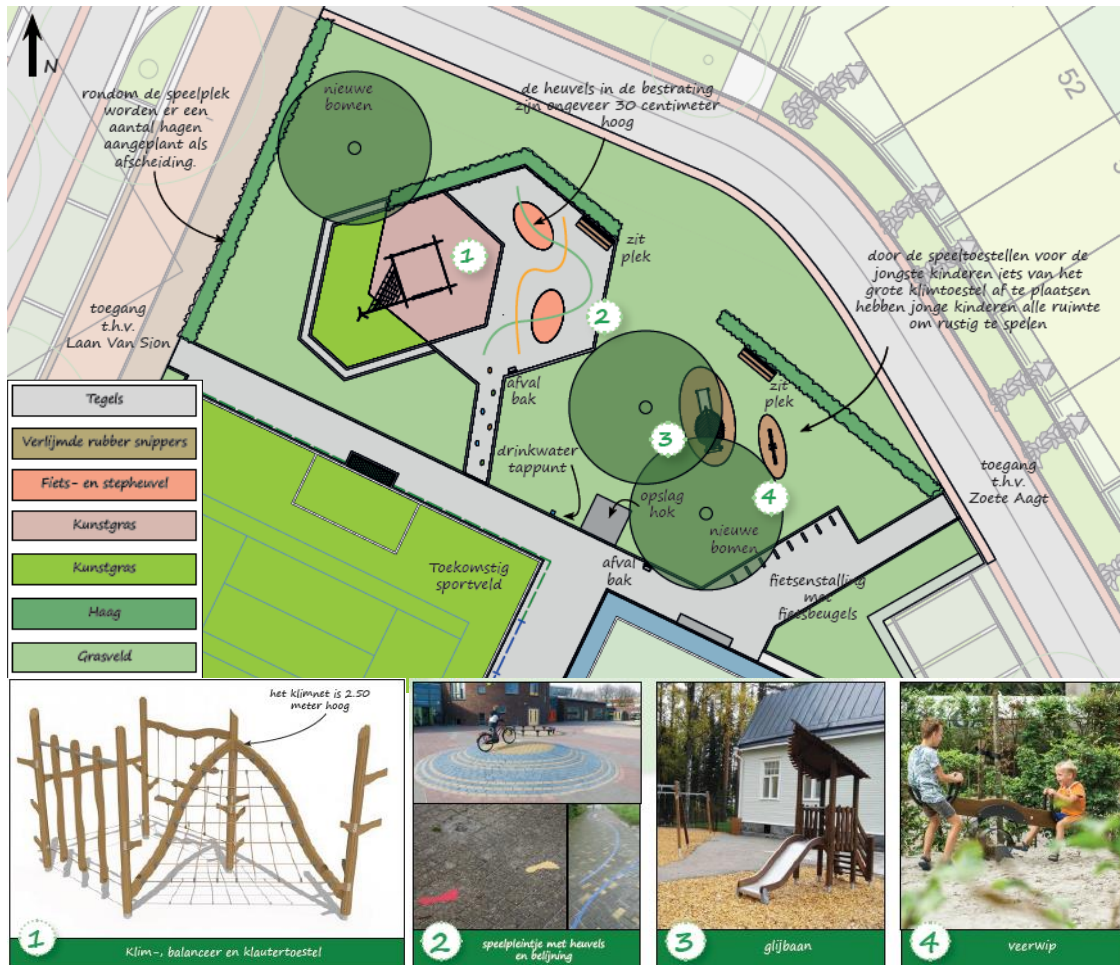 N
rondom de speelplek
worden er een
aantal hagen
aangeplant als
afscheiding.
nieuwe
bomen
de heuvels in de bestrating
zijn ongeveer 30 centimeter
hoog
52
1
zit
plek
door de speeltoestellen voor de
jongste kinderen iets van het
grote klimtoestel af te plaatsen
hebben jonge kinderen alle ruimte
om rustig te spelen
toegang
t.h.v.
Laan Van Sion
2
afval
bak
zit
plek
3
drinkwater
tappunt
4
toegang
t.h.v.
Zoete Aagt
opslag
hok
nieuwe
bomen
Toekomstig
sportveld
afval
bak
fietsenstalling
met
fietsbeugels
Tegels
Verlijmde rubber snippers
Fiets- en stepheuvel
Kunstgras
Kunstgras
Haag
Grasveld
het klimnet is 2.50
meter hoog
1
Klim-, balanceer en klautertoestel
2
speelpleintje met heuvels
en belijning
3
glijbaan
4
veerwip